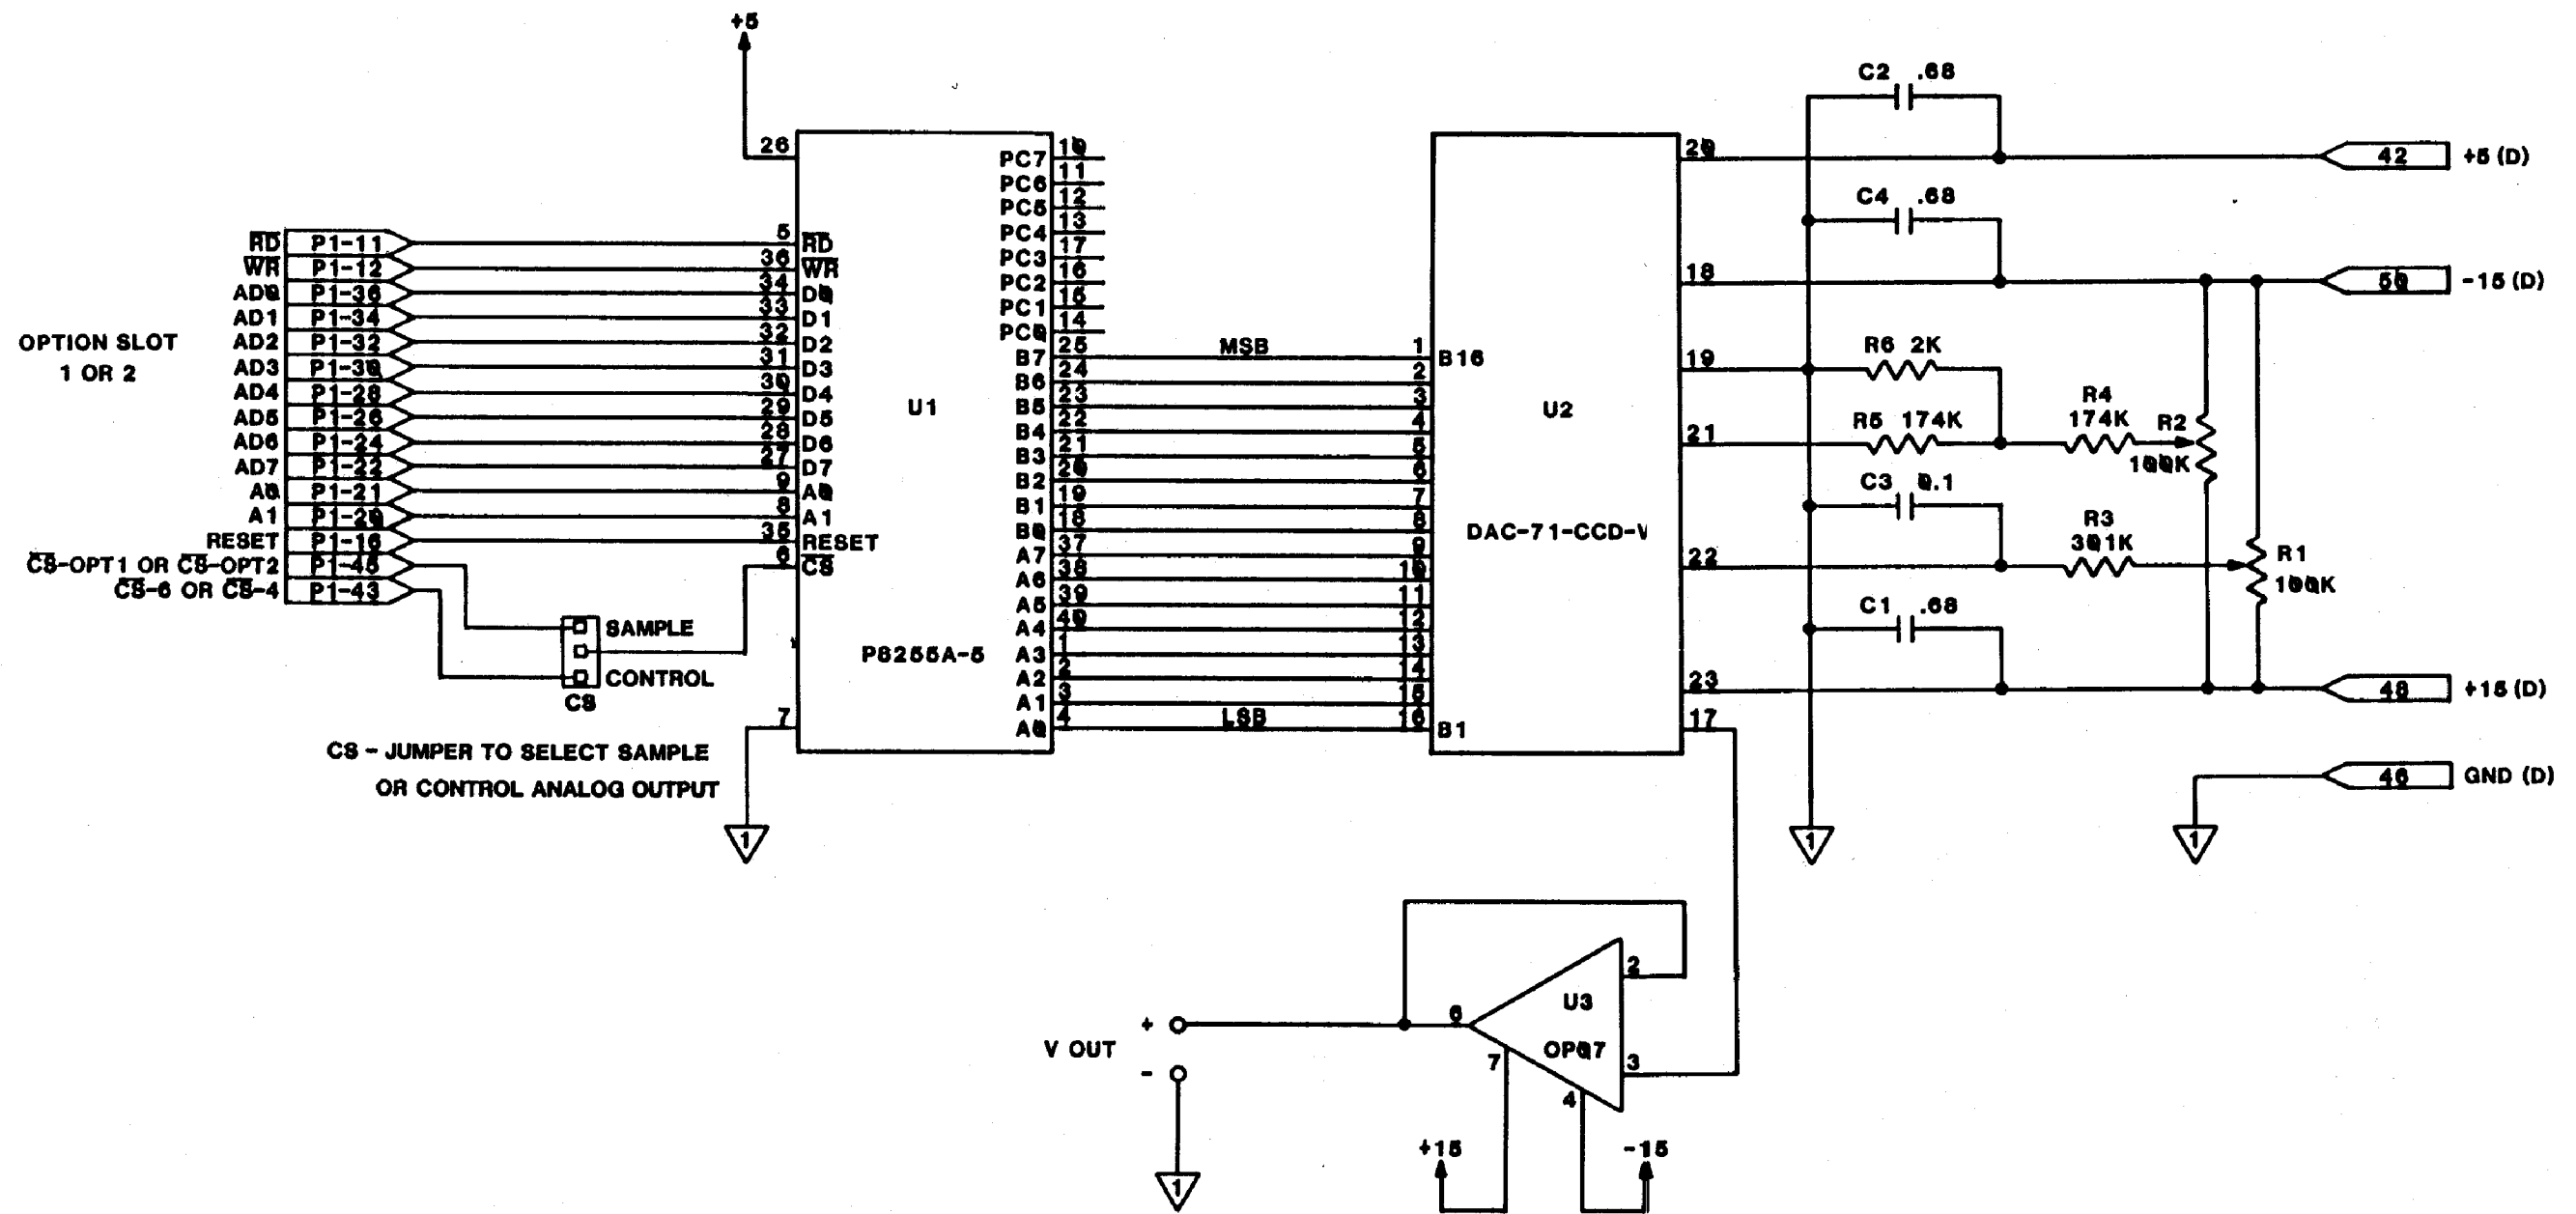 +5
OPTION SLOT
1 OR 2
RD P1-11 5 RD
WR P1-12 36 WR
AD0 P1-36 34 D0
AD1 P1-34 33 D1
AD2 P1-32 32 D2
AD3 P1-30 31 D3
AD4 P1-28 30 D4
AD5 P1-26 29 D5
AD6 P1-24 28 D6
AD7 P1-22 27 D7
A0 P1-21 9 A0
A1 P1-20 8 A1
RESET P1-16 35 RESET
CS-OPT1 OR CS-OPT2 P1-45 6 CS
CS-6 OR CS-4 P1-43
SAMPLE
CONTROL
CS
CS - JUMPER TO SELECT SAMPLE
OR CONTROL ANALOG OUTPUT
26
7
1
U1
P8255A-5
PC7 10
PC6 11
PC5 12
PC4 13
PC3 17
PC2 16
PC1 15
PC0 14
B7 25 MSB 1 B16
B6 24 2
B5 23 3
B4 22 4
B3 21 5
B2 20 6
B1 19 7
B0 18 8
A7 37 9
A6 38 10
A5 39 11
A4 40 12
A3 1 13
A2 2 14
A1 3 15
A0 4 LSB 16 B1
U2
DAC-71-CCD-V
20
18
19
21
22
23
17
C2 .68
C4 .68
R6 2K
R5 174K
R4
174K
R2
100K
C3 0.1
R3
301K
R1
100K
C1 .68
42 +5 (D)
50 -15 (D)
48 +15 (D)
46 GND (D)
1
1
U3
OP07
2
3
6
7
4
+
V OUT
-
1
+15
-15